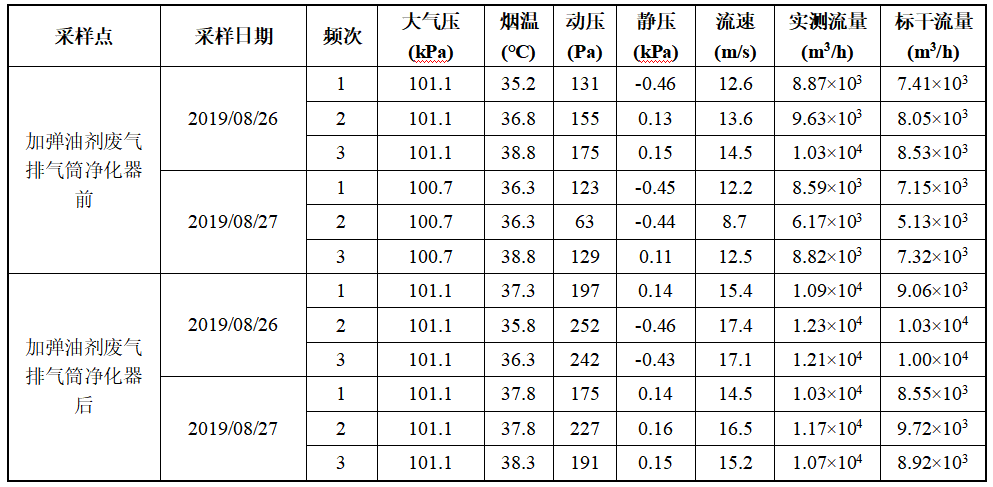 采样点 采样日期 频次 大气压 (kPa) 烟温 (℃) 动压 (Pa) 静压 (kPa) 流速 (m/s) 实测流量 (m³/h) 标干流量 (m³/h)
加弹油剂废气
排气筒净化器
前
2019/08/26
1 101.1 35.2 131 -0.46 12.6 8.87×10³ 7.41×10³
2 101.1 36.8 155 0.13 13.6 9.63×10³ 8.05×10³
3 101.1 38.8 175 0.15 14.5 1.03×10⁴ 8.53×10³
2019/08/27
1 100.7 36.3 123 -0.45 12.2 8.59×10³ 7.15×10³
2 100.7 36.3 63 -0.44 8.7 6.17×10³ 5.13×10³
3 100.7 38.8 129 0.11 12.5 8.82×10³ 7.32×10³
加弹油剂废气
排气筒净化器
后
2019/08/26
1 101.1 37.3 197 0.14 15.4 1.09×10⁴ 9.06×10³
2 101.1 35.8 252 -0.46 17.4 1.23×10⁴ 1.03×10⁴
3 101.1 36.3 242 -0.43 17.1 1.21×10⁴ 1.00×10⁴
2019/08/27
1 101.1 37.8 175 0.14 14.5 1.03×10⁴ 8.55×10³
2 101.1 37.8 227 0.16 16.5 1.17×10⁴ 9.72×10³
3 101.1 38.3 191 0.15 15.2 1.07×10⁴ 8.92×10³